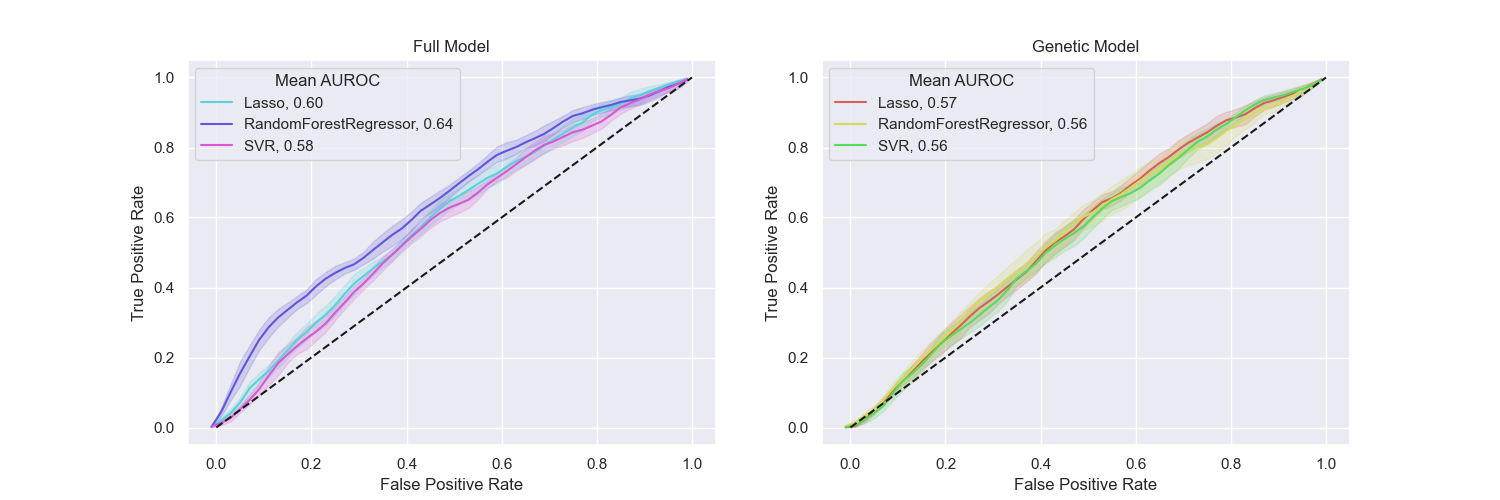 Full Model
Mean AUROC
Lasso, 0.60
RandomForestRegressor, 0.64
SVR, 0.58
1.0
0.8
0.6
0.4
0.2
0.0
True Positive Rate
0.0 0.2 0.4 0.6 0.8 1.0
False Positive Rate
Genetic Model
Mean AUROC
Lasso, 0.57
RandomForestRegressor, 0.56
SVR, 0.56
1.0
0.8
0.6
0.4
0.2
0.0
True Positive Rate
0.0 0.2 0.4 0.6 0.8 1.0
False Positive Rate